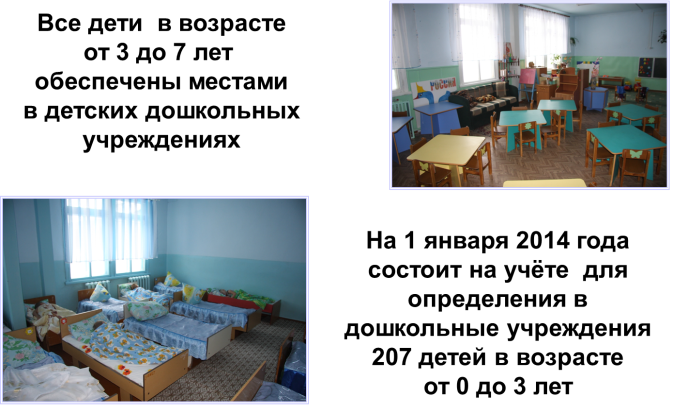 Все дети в возрасте
от 3 до 7 лет
обеспечены местами
в детских дошкольных
учреждениях
РОССИЯ
На 1 января 2014 года
состоит на учёте для
определения в
дошкольные учреждения
207 детей в возрасте
от 0 до 3 лет